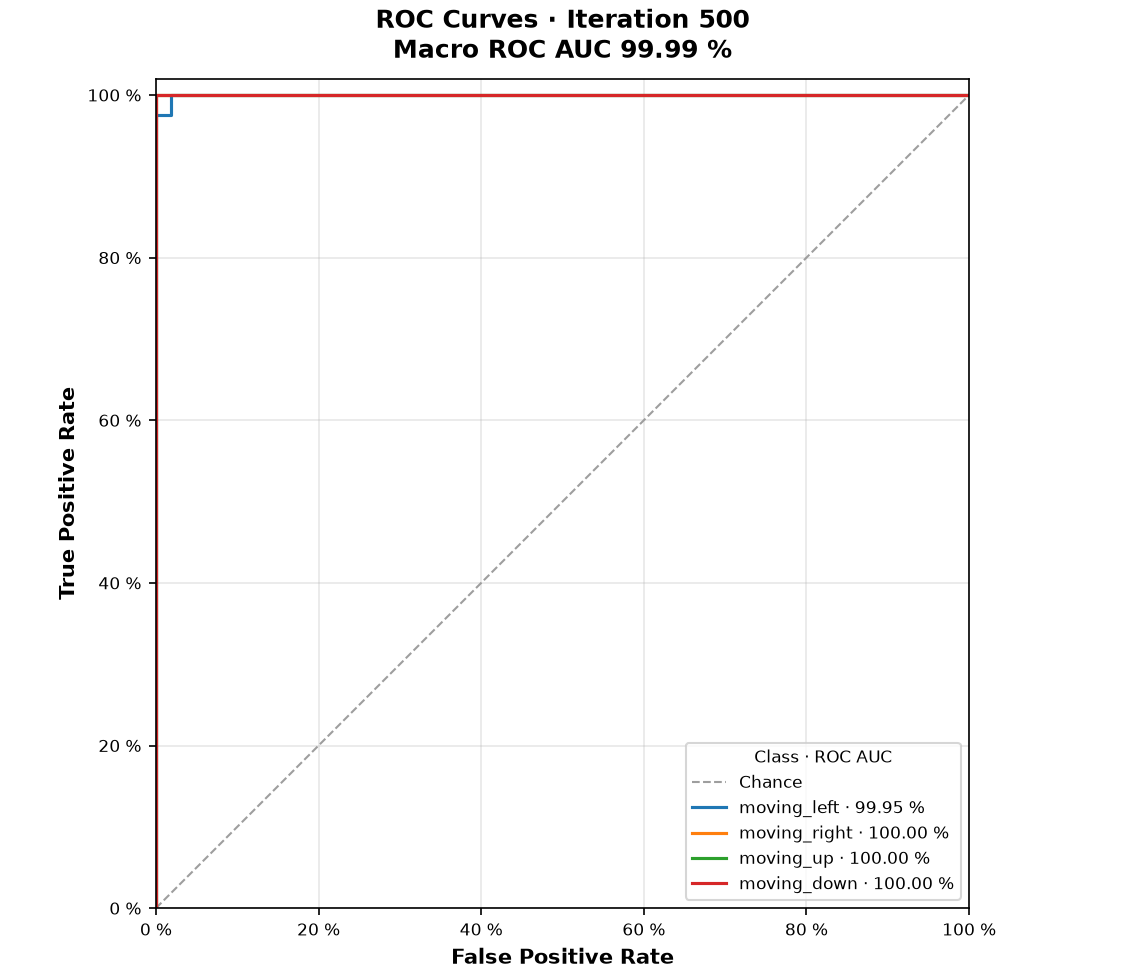 ROC Curves · Iteration 500
Macro ROC AUC 99.99 %
100 %
80 %
60 %
40 %
20 %
0 %
True Positive Rate
0 %
20 %
40 %
60 %
80 %
100 %
False Positive Rate
Class · ROC AUC
Chance
moving_left · 99.95 %
moving_right · 100.00 %
moving_up · 100.00 %
moving_down · 100.00 %